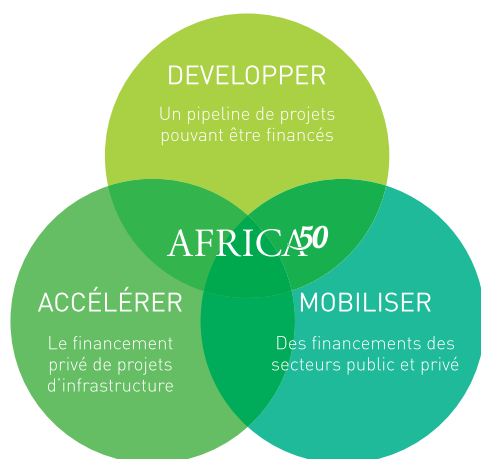 DEVELOPPER
Un pipeline de projets
pouvant être financés
AFRICA50
ACCÉLÉRER
Le financement
privé de projets
d'infrastructure
MOBILISER
Des financements des
secteurs public et privé